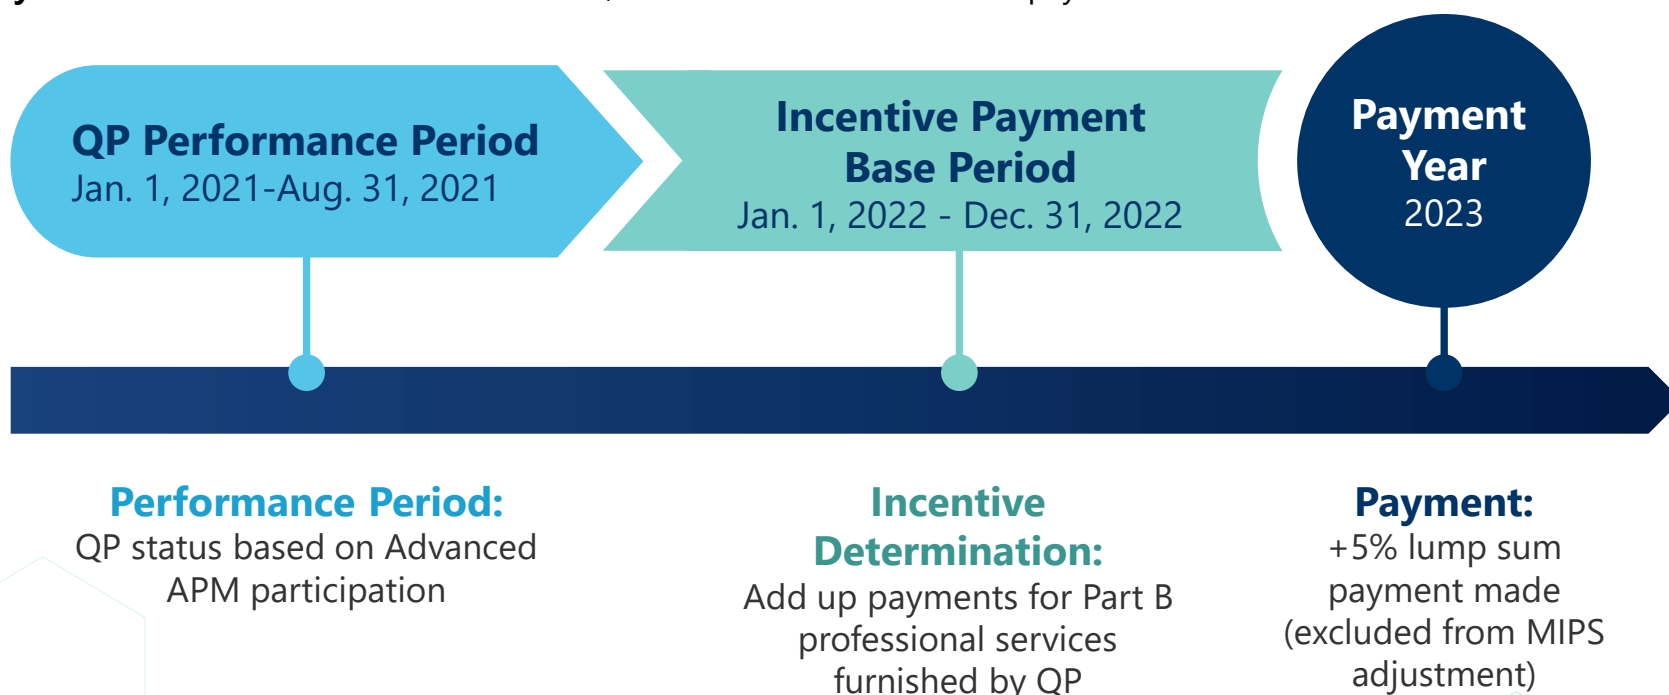 QP Performance Period
Jan. 1, 2021-Aug. 31, 2021
Incentive Payment
Base Period
Jan. 1, 2022 - Dec. 31, 2022
Payment
Year
2023
Performance Period:
QP status based on Advanced
APM participation
Incentive
Determination:
Add up payments for Part B
professional services
furnished by QP
Payment:
+5% lump sum
payment made
(excluded from MIPS
adjustment)